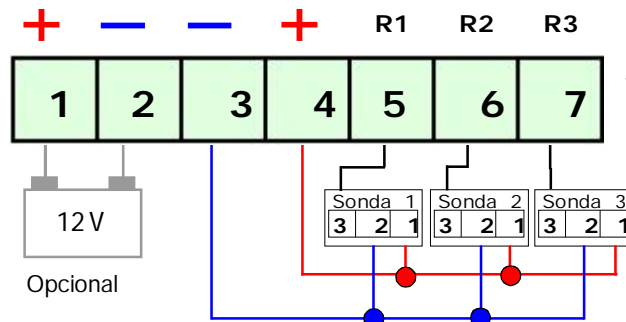 + — — + R1 R2 R3
1 2 3 4 5 6 7
Sonda 1 Sonda 2 Sonda 3
3 2 1 3 2 1 3 2 1
12 V
Opcional